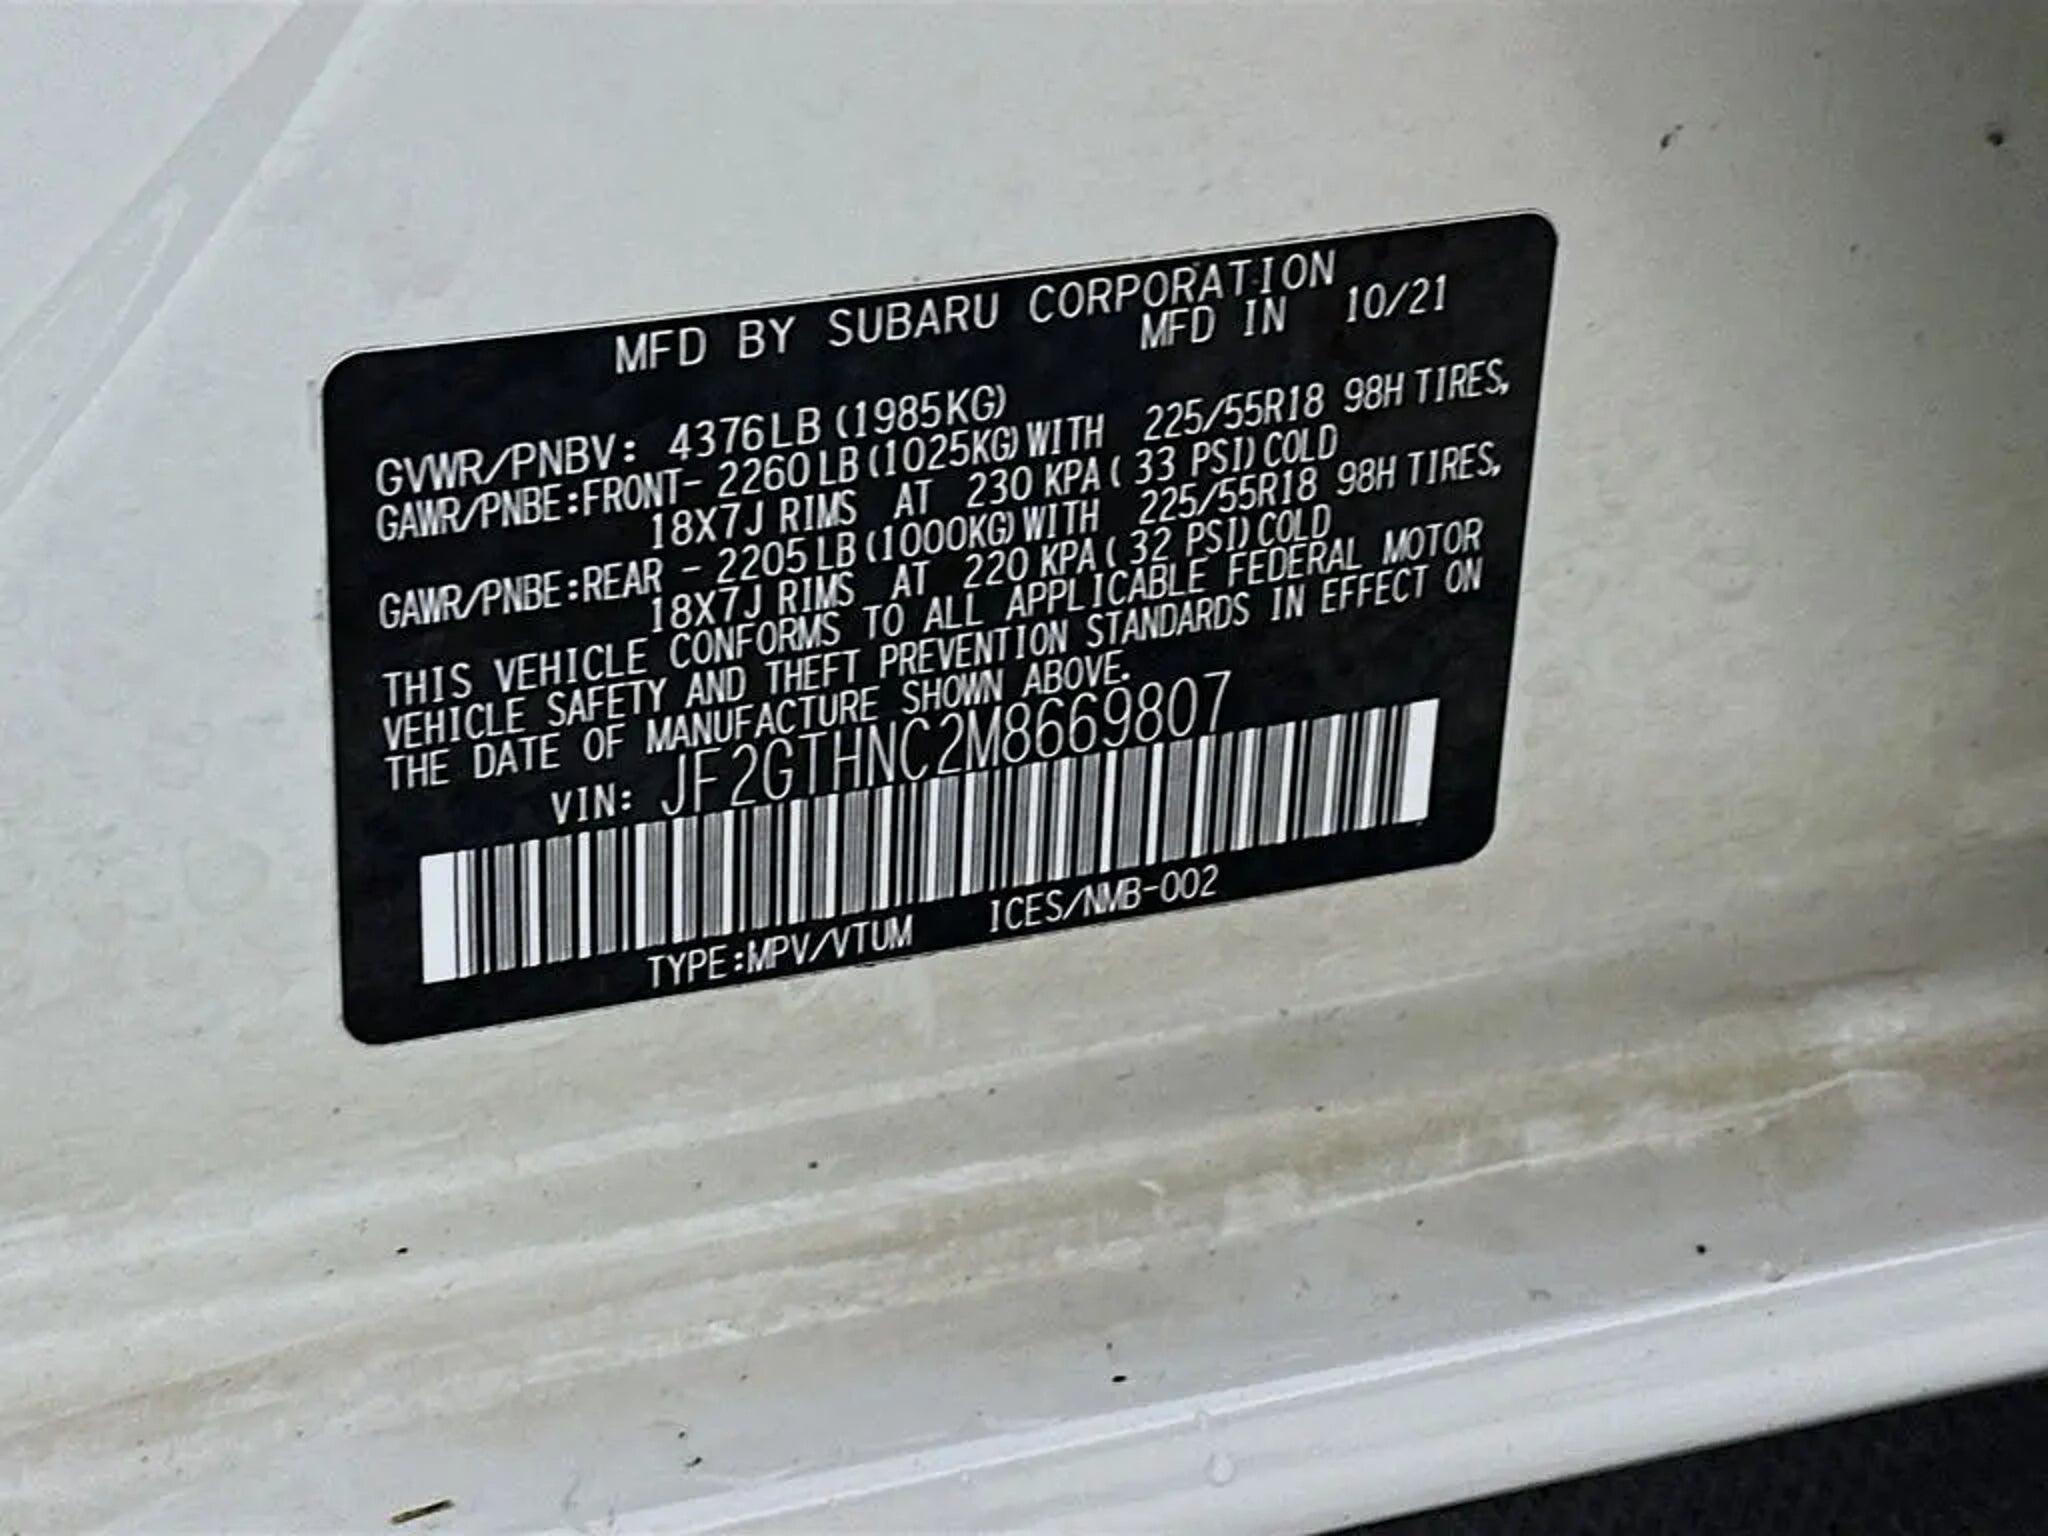 MFD BY SUBARU CORPORATION
MFD IN 10/21
GVWR/PNBV: 4376LB (1985KG)
GAWR/PNBE:FRONT- 2260LB (1025KG) WITH 225/55R18 98H TIRES,
18X7J RIMS AT 230 KPA ( 33 PSI) COLD
GAWR/PNBE:REAR - 2205LB (1000KG) WITH 225/55R18 98H TIRES,
18X7J RIMS AT 220 KPA ( 32 PSI) COLD
THIS VEHICLE CONFORMS TO ALL APPLICABLE FEDERAL MOTOR
VEHICLE SAFETY AND THEFT PREVENTION STANDARDS IN EFFECT ON
THE DATE OF MANUFACTURE SHOWN ABOVE.
VIN: JF2GTHNC2M8669807
TYPE:MPV/VTUM ICES/NMB-002